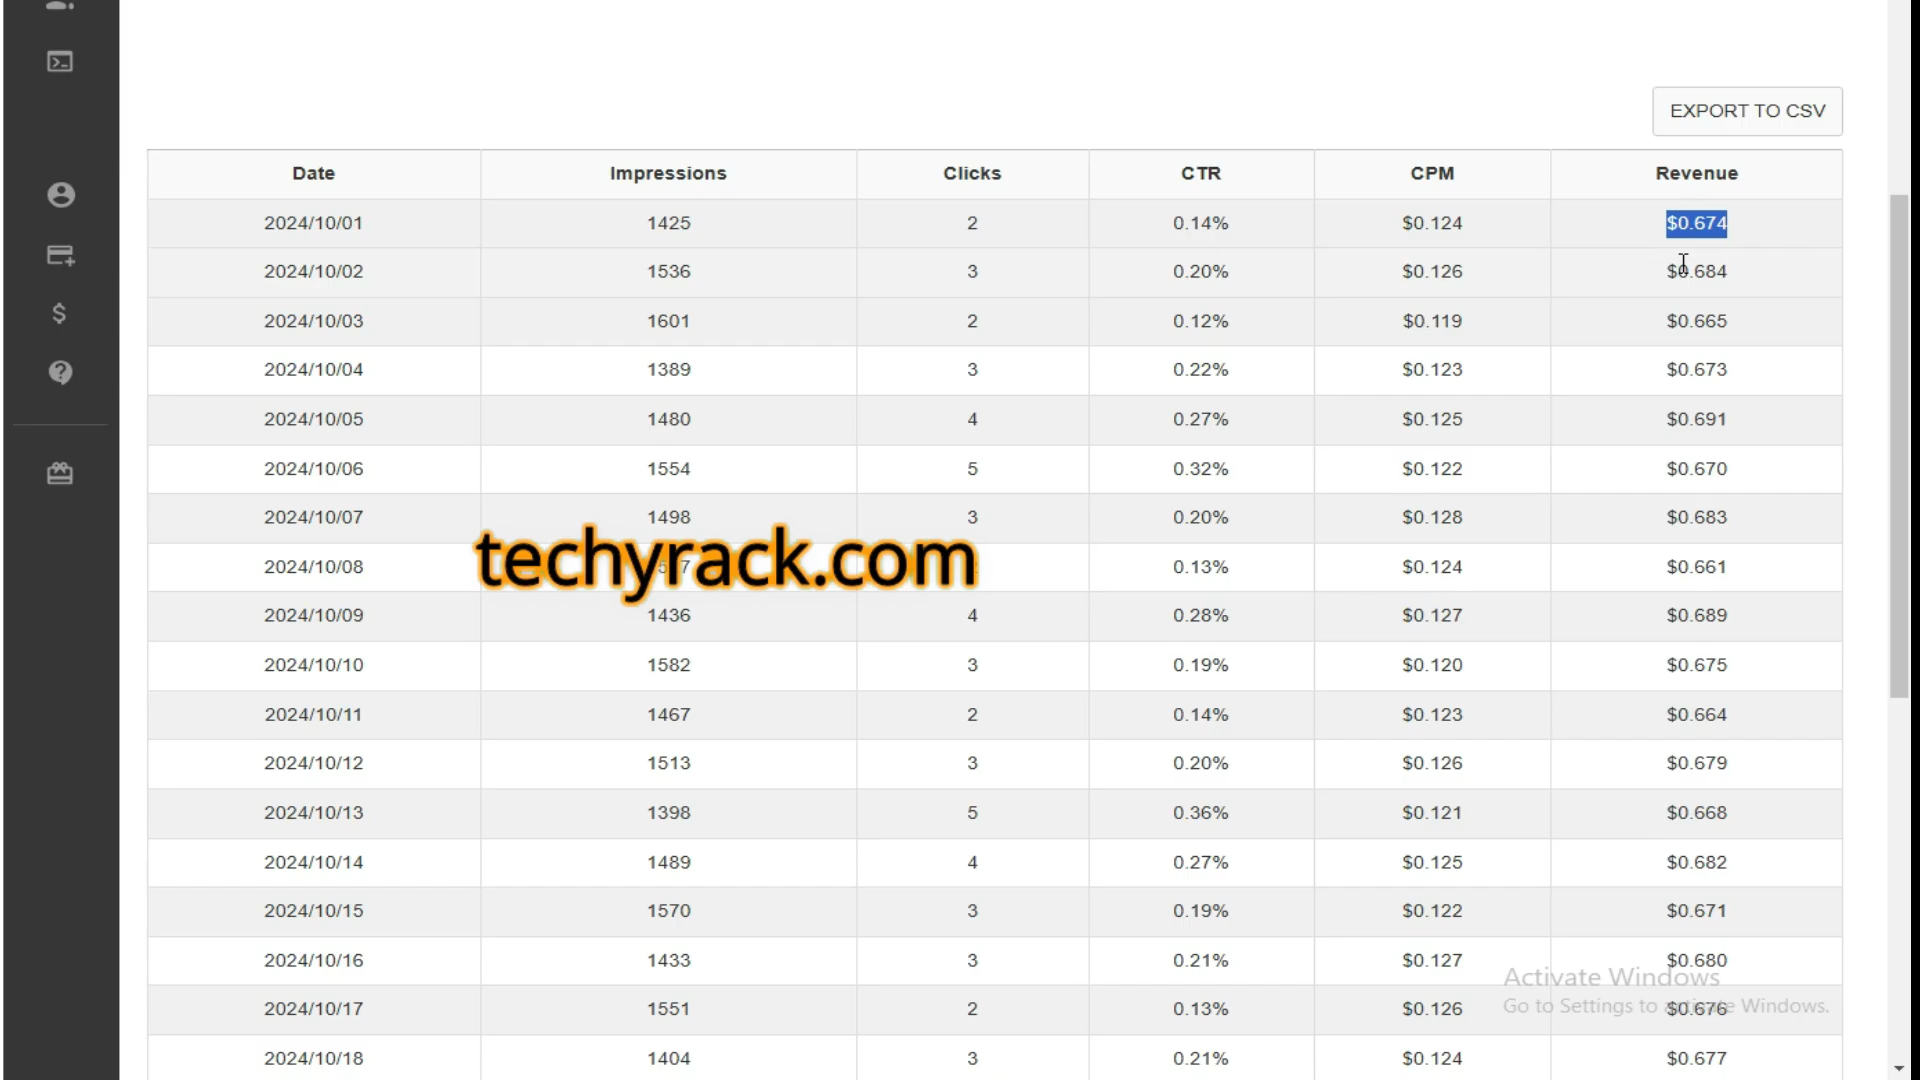 EXPORT TO CSV
Date Impressions Clicks CTR CPM Revenue
2024/10/01 1425 2 0.14% $0.124 $0.674
2024/10/02 1536 3 0.20% $0.126 $0.684
2024/10/03 1601 2 0.12% $0.119 $0.665
2024/10/04 1389 3 0.22% $0.123 $0.673
2024/10/05 1480 4 0.27% $0.125 $0.691
2024/10/06 1554 5 0.32% $0.122 $0.670
2024/10/07 1498 3 0.20% $0.128 $0.683
techyrack.com
2024/10/08 0.13% $0.124 $0.661
2024/10/09 1436 4 0.28% $0.127 $0.689
2024/10/10 1582 3 0.19% $0.120 $0.675
2024/10/11 1467 2 0.14% $0.123 $0.664
2024/10/12 1513 3 0.20% $0.126 $0.679
2024/10/13 1398 5 0.36% $0.121 $0.668
2024/10/14 1489 4 0.27% $0.125 $0.682
2024/10/15 1570 3 0.19% $0.122 $0.671
2024/10/16 1433 3 0.21% $0.127 $0.680
Activate Windows
Go to Settings to activate Windows.
2024/10/17 1551 2 0.13% $0.126 $0.676
2024/10/18 1404 3 0.21% $0.124 $0.677